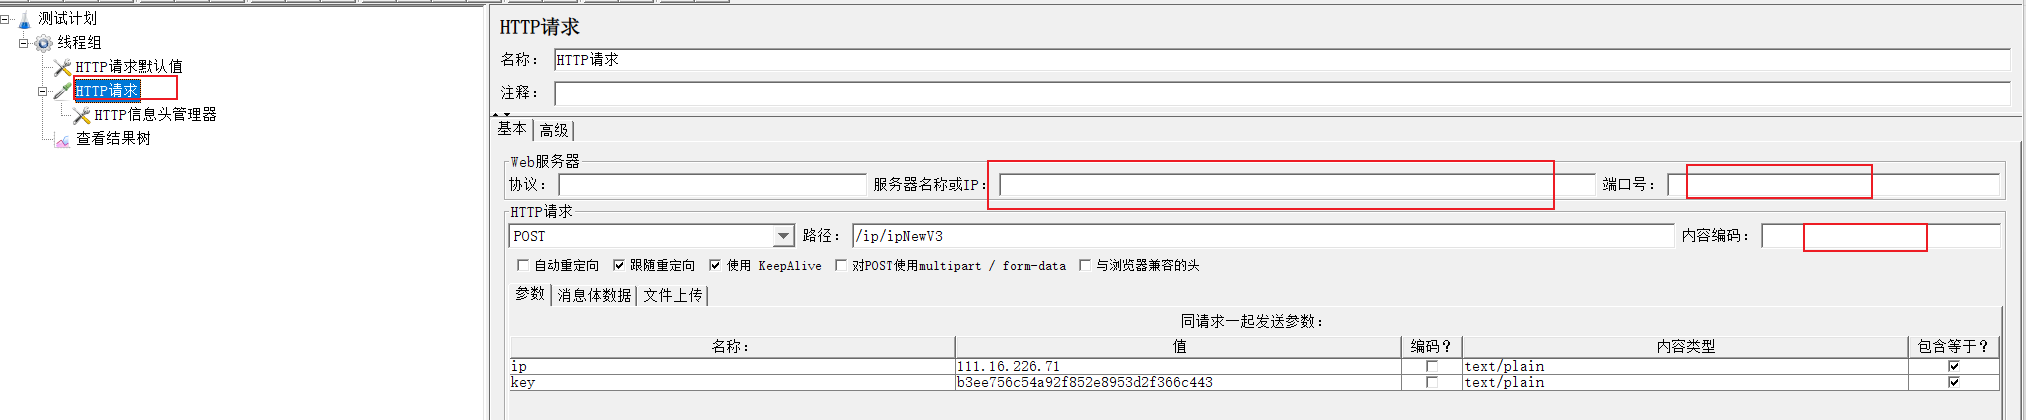 测试计划
线程组
HTTP请求默认值
HTTP请求
HTTP信息头管理器
查看结果树
HTTP请求
名称： HTTP请求
注释：
基本 高级
Web服务器
协议： 服务器名称或IP： 端口号：
HTTP请求
POST 路径： /ip/ipNewV3 内容编码：
自动重定向 跟随重定向 使用 KeepAlive 对POST使用multipart / form-data 与浏览器兼容的头
参数 消息体数据 文件上传
同请求一起发送参数：
名称： 值 编码？ 内容类型 包含等于？
ip 111.16.226.71 text/plain
key b3ee756c54a92f852e8953d2f366c443 text/plain